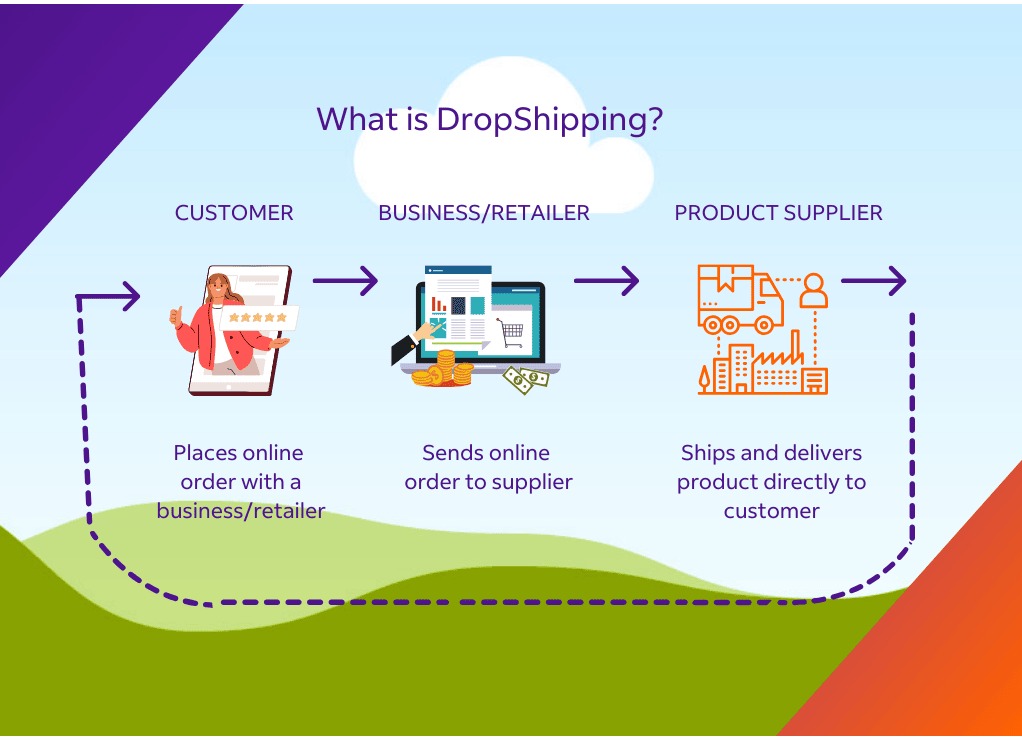 What is DropShipping?
CUSTOMER
BUSINESS/RETAILER
PRODUCT SUPPLIER
Places online
order with a
business/retailer
Sends online
order to supplier
Ships and delivers
product directly to
customer